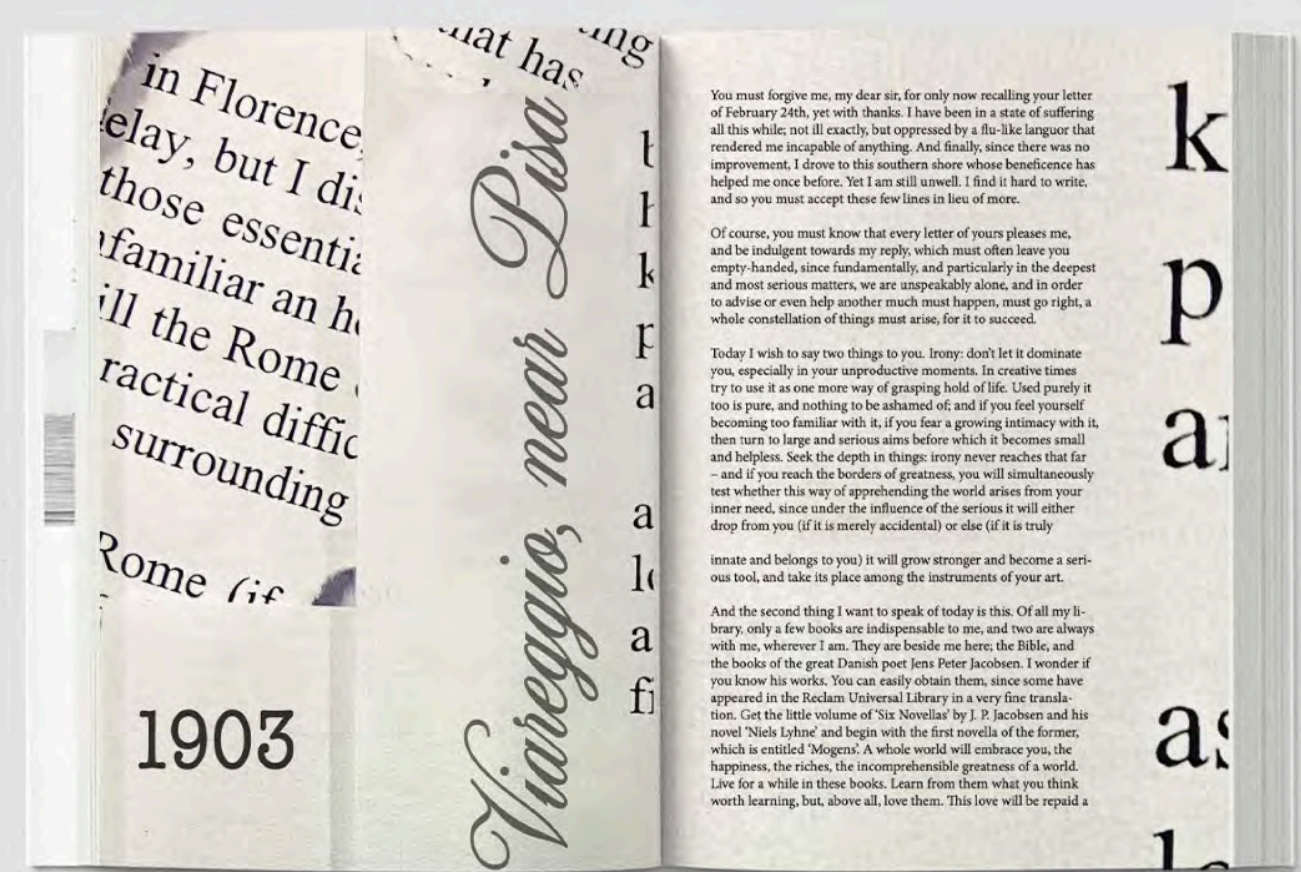 in Florence,
elay, but I dis
those essentia
nfamiliar an h
ill the Rome
ractical diffic
surrounding
Rome (if
1903
Viareggio, near Pisa
that has
ting
k
p
a
a
a
fi
You must forgive me, my dear sir, for only now recalling your letter
of February 24th, yet with thanks. I have been in a state of suffering
all this while; not ill exactly, but oppressed by a flu-like languor that
rendered me incapable of anything. And finally, since there was no
improvement, I drove to this southern shore whose beneficence has
helped me once before. Yet I am still unwell. I find it hard to write,
and so you must accept these few lines in lieu of more.
Of course, you must know that every letter of yours pleases me,
and be indulgent towards my reply, which must often leave you
empty-handed, since fundamentally, and particularly in the deepest
and most serious matters, we are unspeakably alone, and in order
to advise or even help another much must happen, must go right, a
whole constellation of things must arise, for it to succeed.
Today I wish to say two things to you. Irony: don't let it dominate
you, especially in your unproductive moments. In creative times
try to use it as one more way of grasping hold of life. Used purely it
too is pure, and nothing to be ashamed of; and if you feel yourself
becoming too familiar with it, if you fear a growing intimacy with it,
then turn to large and serious aims before which it becomes small
and helpless. Seek the depth in things: irony never reaches that far
– and if you reach the borders of greatness, you will simultaneously
test whether this way of apprehending the world arises from your
inner need, since under the influence of the serious it will either
drop from you (if it is merely accidental) or else (if it is truly
innate and belongs to you) it will grow stronger and become a seri-
ous tool, and take its place among the instruments of your art.
And the second thing I want to speak of today is this. Of all my li-
brary, only a few books are indispensable to me, and two are always
with me, wherever I am. They are beside me here; the Bible, and
the books of the great Danish poet Jens Peter Jacobsen. I wonder if
you know his works. You can easily obtain them, since some have
appeared in the Reclam Universal Library in a very fine transla-
tion. Get the little volume of 'Six Novellas' by J. P. Jacobsen and his
novel 'Niels Lyhne' and begin with the first novella of the former,
which is entitled 'Mogens'. A whole world will embrace you, the
happiness, the riches, the incomprehensible greatness of a world.
Live for a while in these books. Learn from them what you think
worth learning, but, above all, love them. This love will be repaid a
k
p
a
as